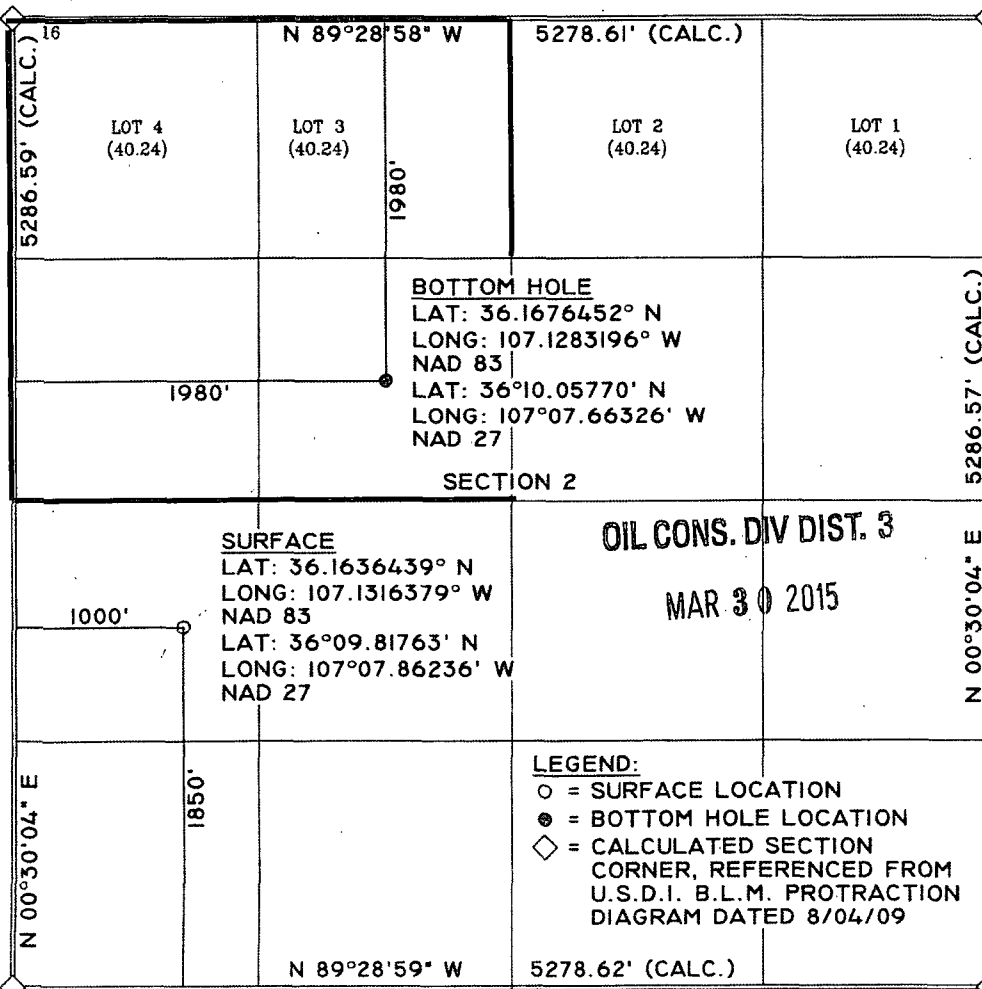 16
N 89°28'58" W 5278.61' (CALC.)
5286.59' (CALC.)
LOT 4
(40.24)
LOT 3
(40.24)
LOT 2
(40.24)
LOT 1
(40.24)
1980'
BOTTOM HOLE
LAT: 36.1676452° N
LONG: 107.1283196° W
NAD 83
LAT: 36°10.05770' N
LONG: 107°07.66326' W
NAD 27
1980'
5286.57' (CALC.)
SECTION 2
SURFACE
LAT: 36.1636439° N
LONG: 107.1316379° W
NAD 83
LAT: 36°09.81763' N
LONG: 107°07.86236' W
NAD 27
1000'
OIL CONS. DIV DIST. 3
MAR 30 2015
N 00°30'04" E
1850'
N 00°30'04" E
LEGEND:
○ = SURFACE LOCATION
● = BOTTOM HOLE LOCATION
◇ = CALCULATED SECTION
CORNER, REFERENCED FROM
U.S.D.I. B.L.M. PROTRACTION
DIAGRAM DATED 8/04/09
N 89°28'59" W 5278.62' (CALC.)